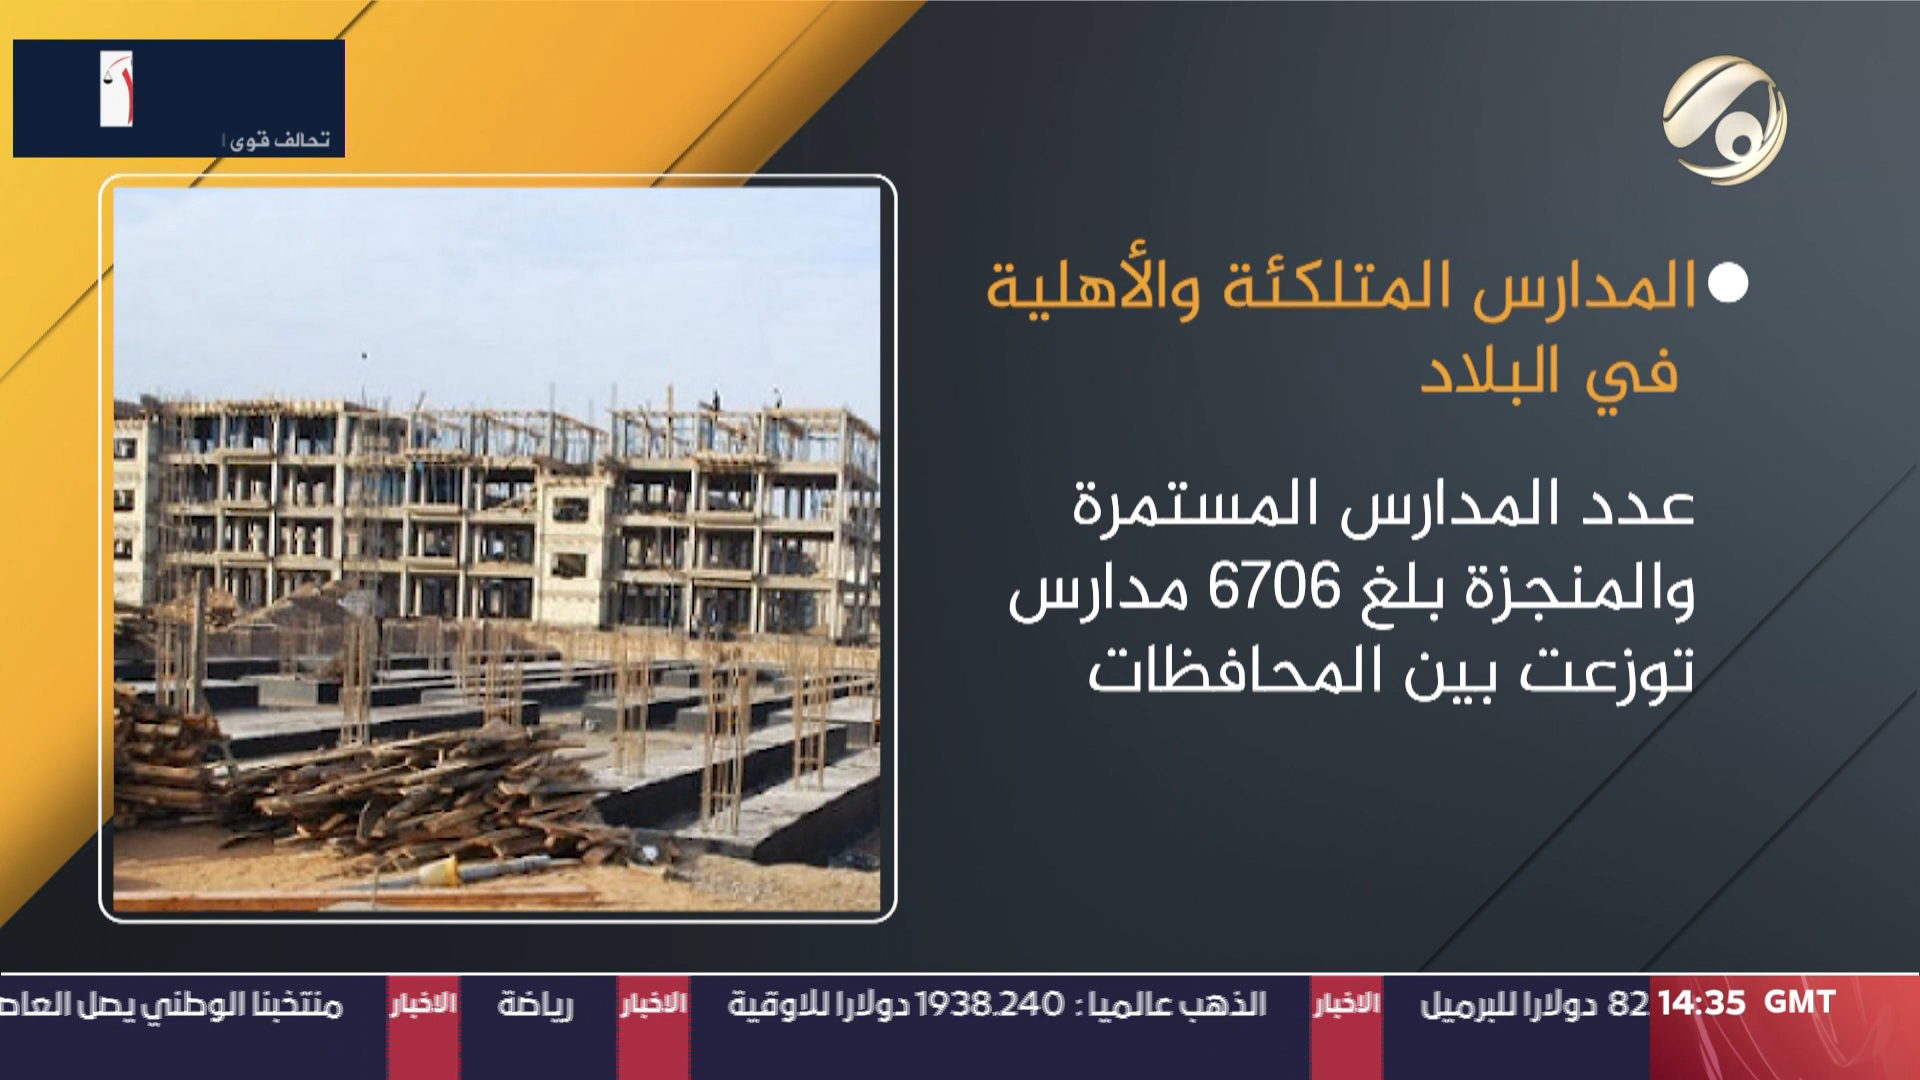 تحالف قوى
المدارس المتلكئة والأهلية
في البلاد
عدد المدارس المستمرة
والمنجزة بلغ 6706 مدارس
توزعت بين المحافظات
14:35 GMT
82 دولارا للبرميل الاخبار الذهب عالميا : 1938.240 دولارا للاوقية الاخبار رياضة الاخبار منتخبنا الوطني يصل